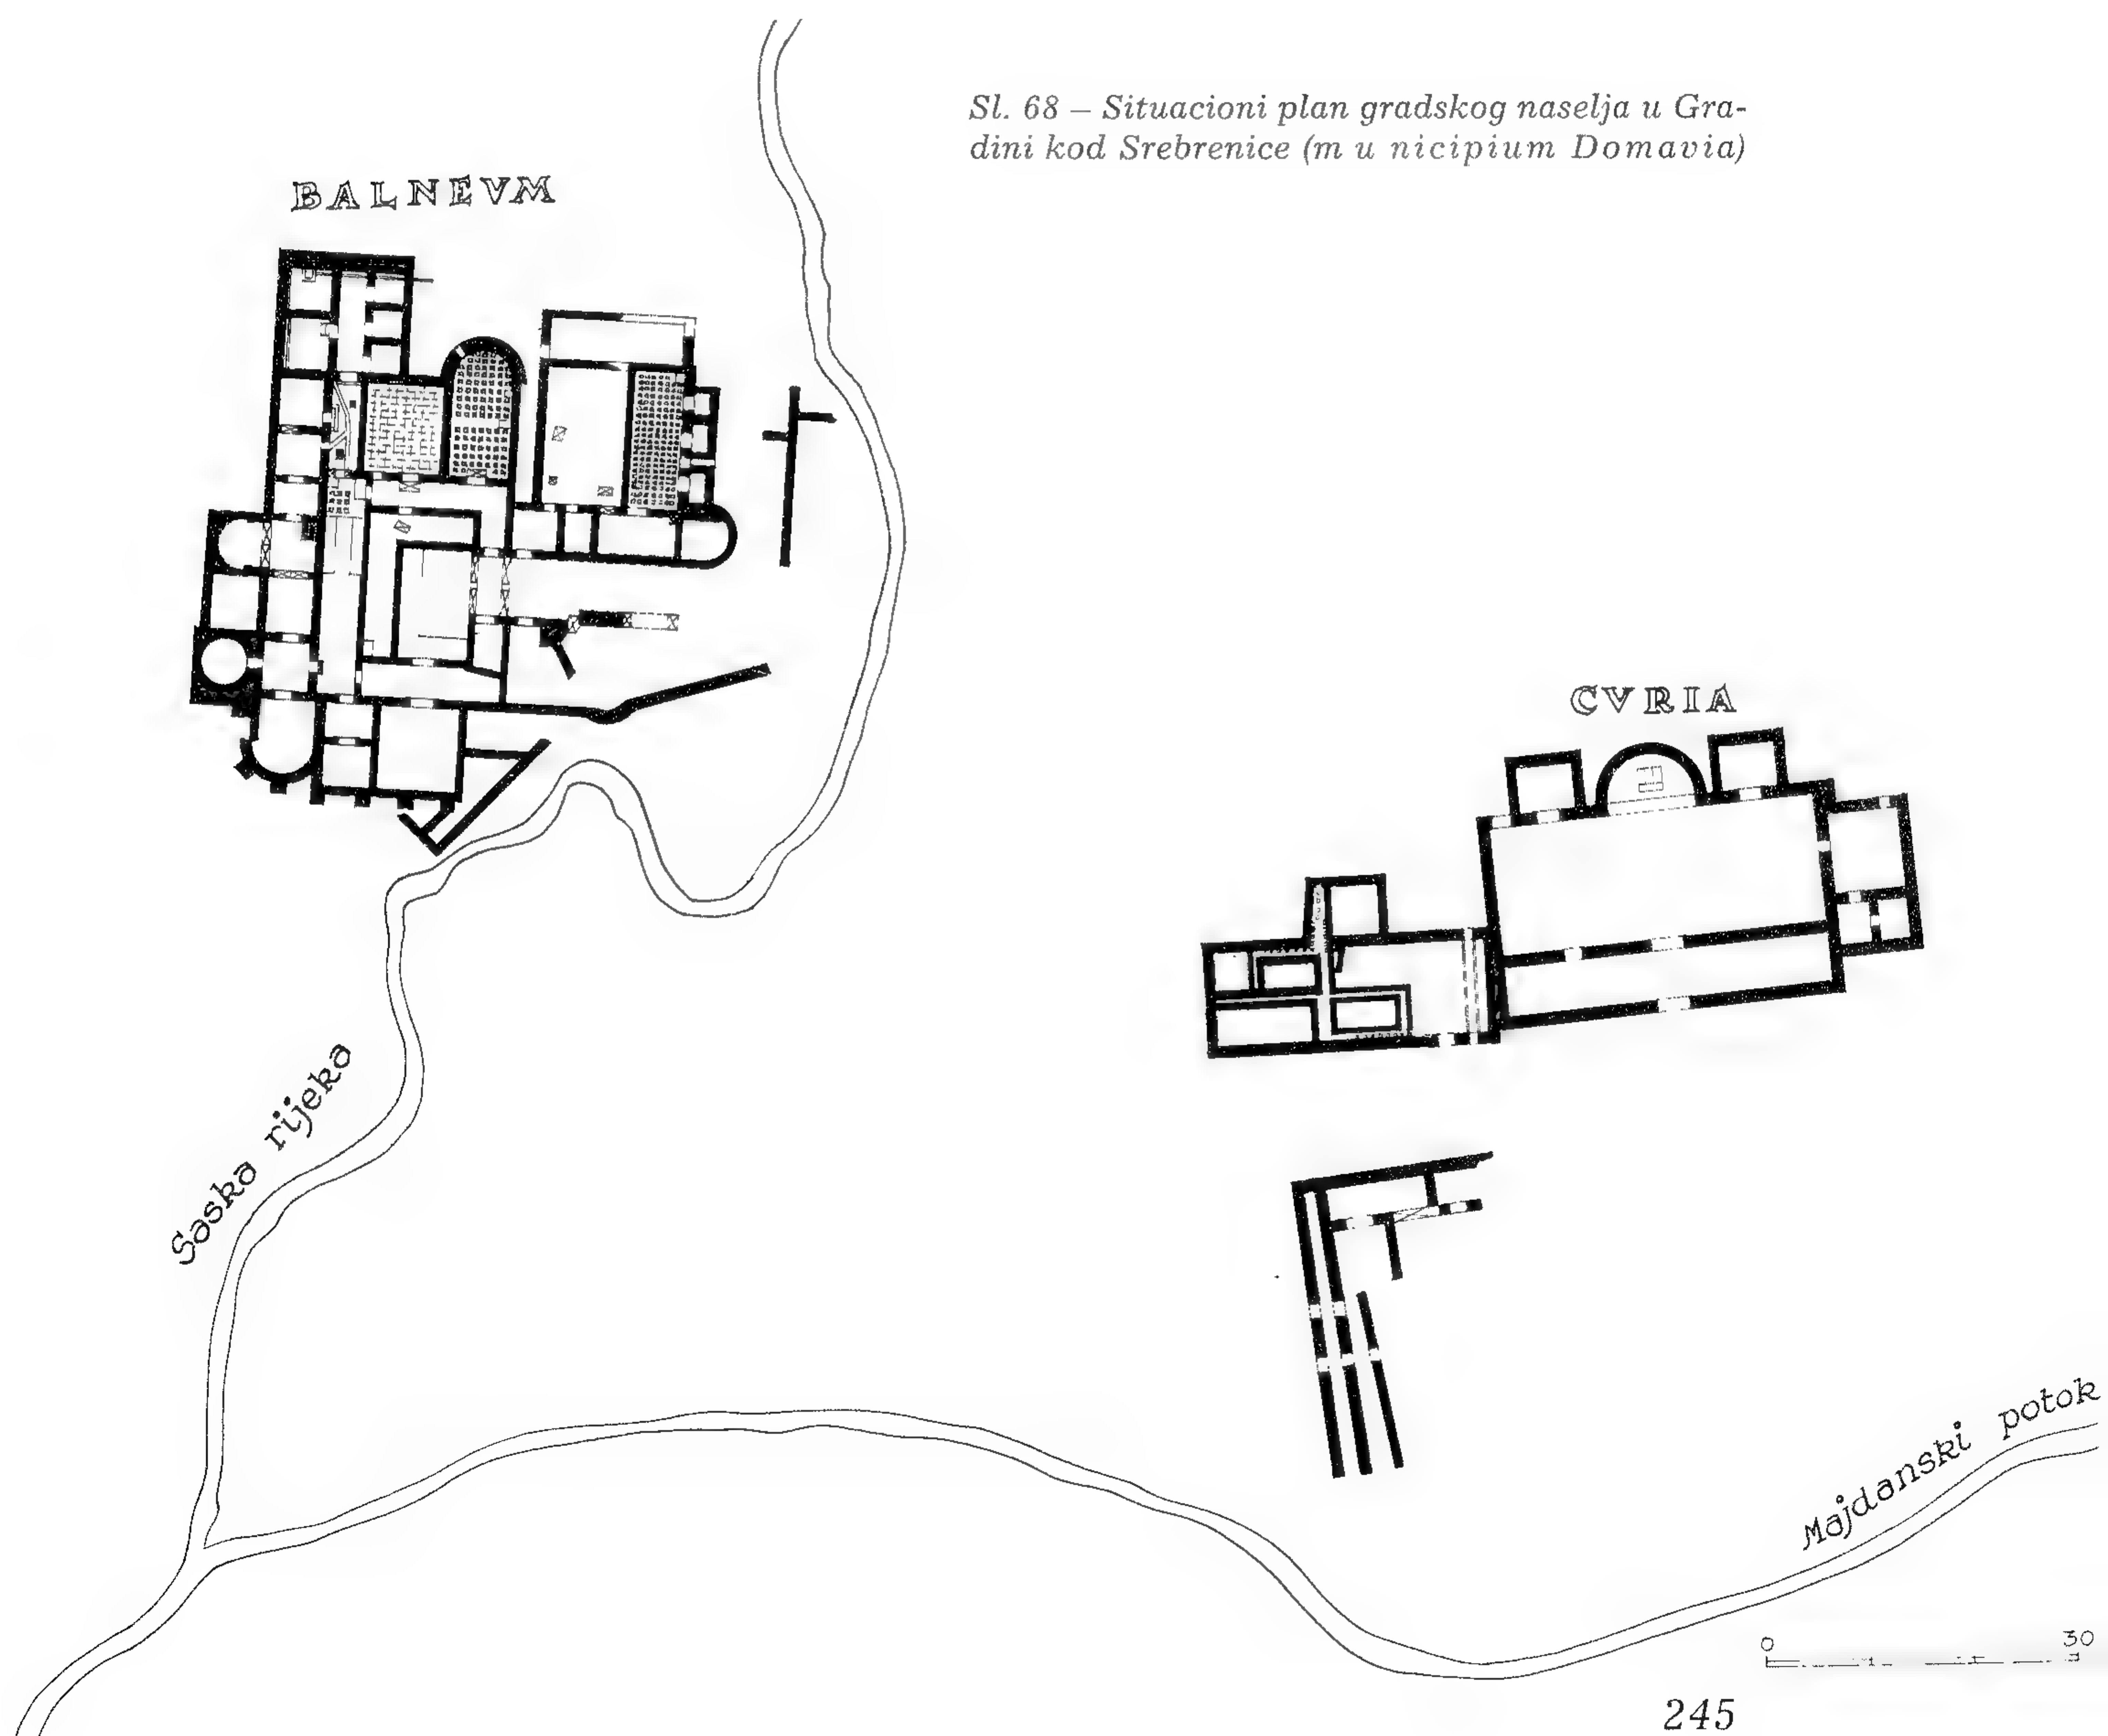 Sl. 68 – Situacioni plan gradskog naselja u Gra-
dini kod Srebrenice (m u nicipium Domavia)
BALNEVM
CVRIA
Saska rijeka
Majdanski potok
0 30
245